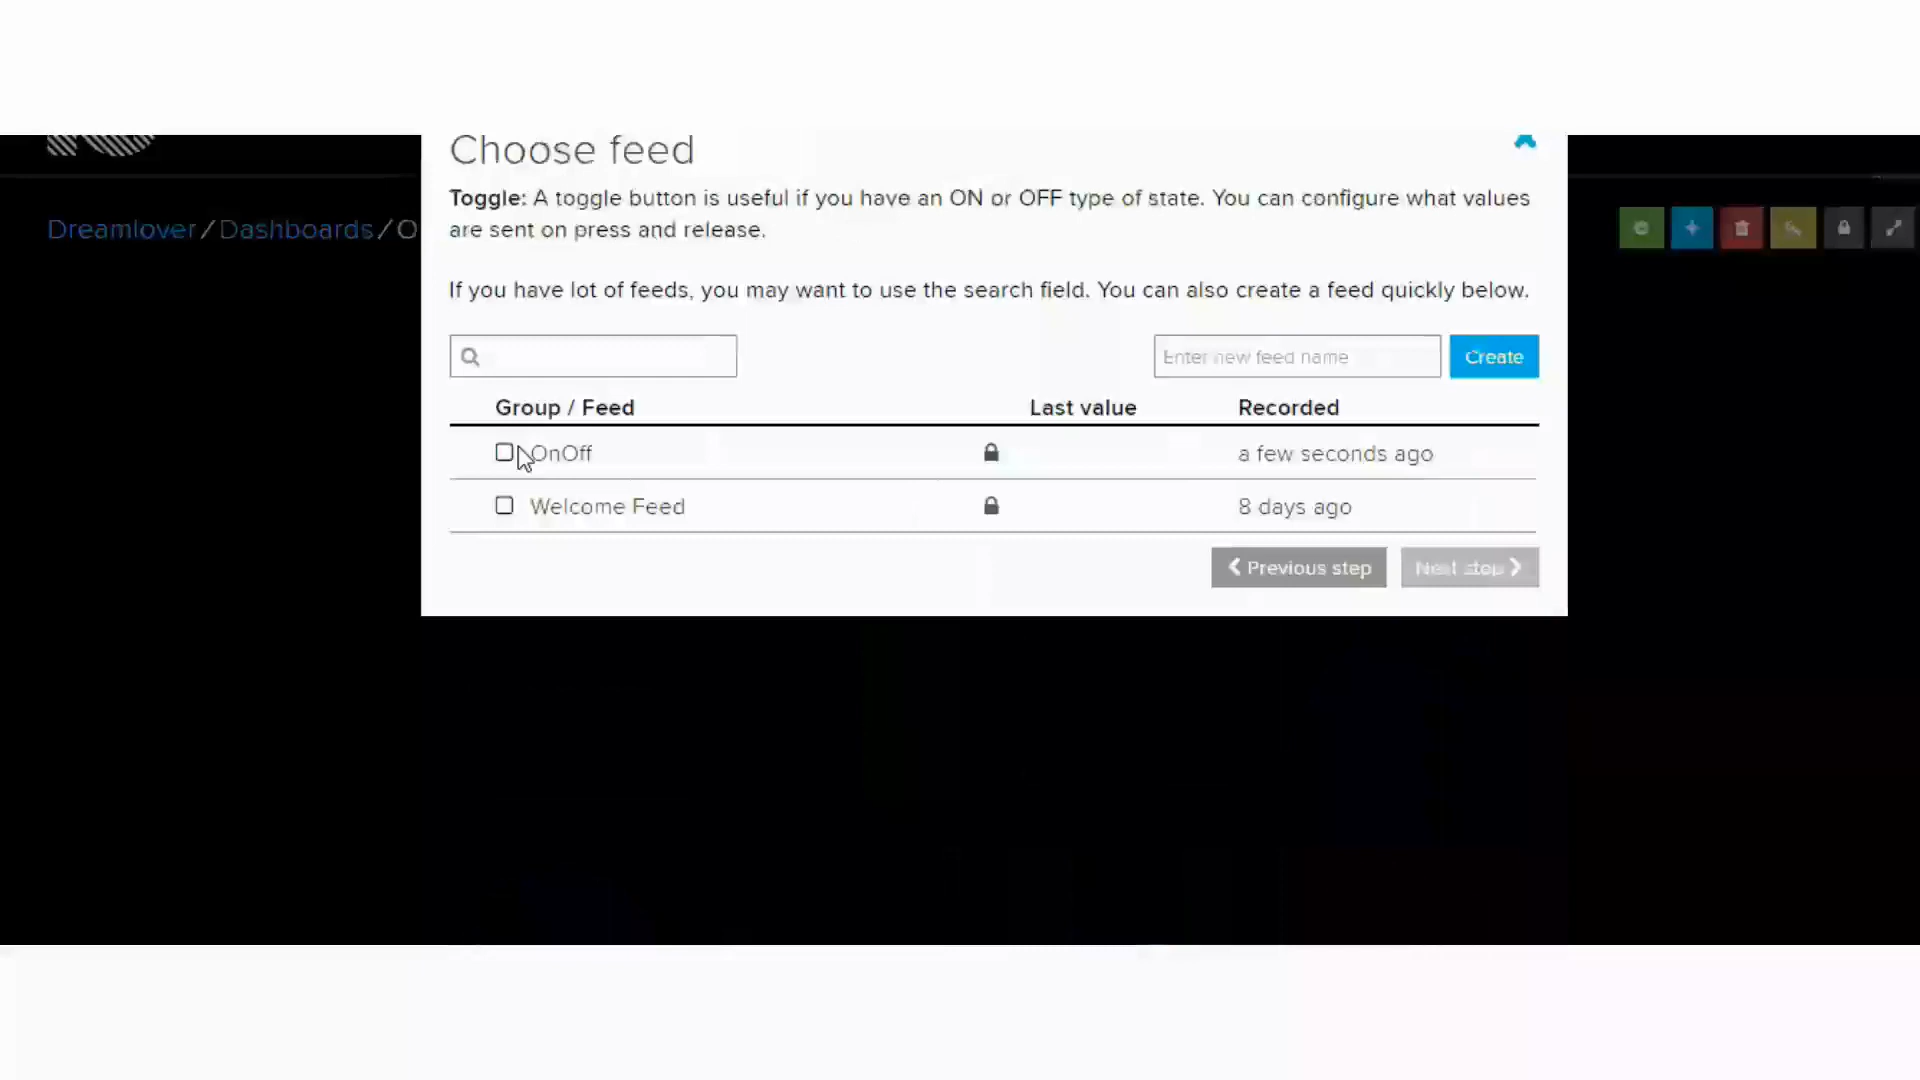 Choose feed
Toggle: A toggle button is useful if you have an ON or OFF type of state. You can configure what values
are sent on press and release.
Dreamlover / Dashboards / O
If you have lot of feeds, you may want to use the search field. You can also create a feed quickly below.
Enter new feed name
Create
Group / Feed Last value Recorded
OnOff a few seconds ago
Welcome Feed 8 days ago
Previous step
Next step